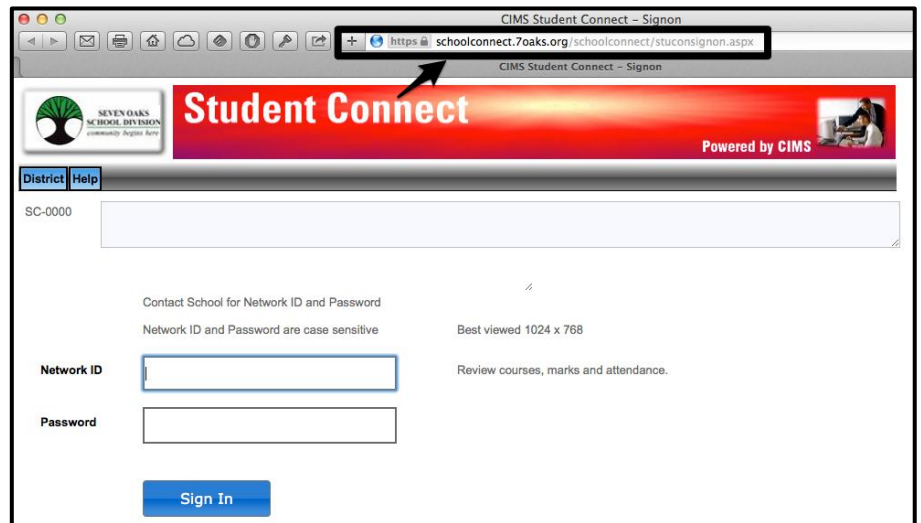 CIMS Student Connect – Signon
https schoolconnect.7oaks.org/schoolconnect/stuconsignon.aspx
CIMS Student Connect – Signon
SEVEN OAKS
SCHOOL DIVISION
community begins here
Student Connect
Powered by CIMS
District Help
SC-0000
Contact School for Network ID and Password
Network ID and Password are case sensitive Best viewed 1024 x 768
Network ID Review courses, marks and attendance.
Password
Sign In